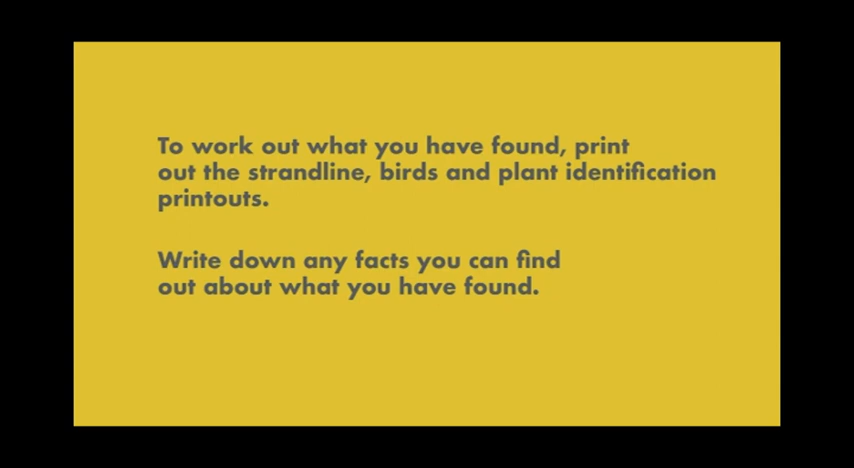 To work out what you have found, print
out the strandline, birds and plant identification
printouts.
Write down any facts you can find
out about what you have found.